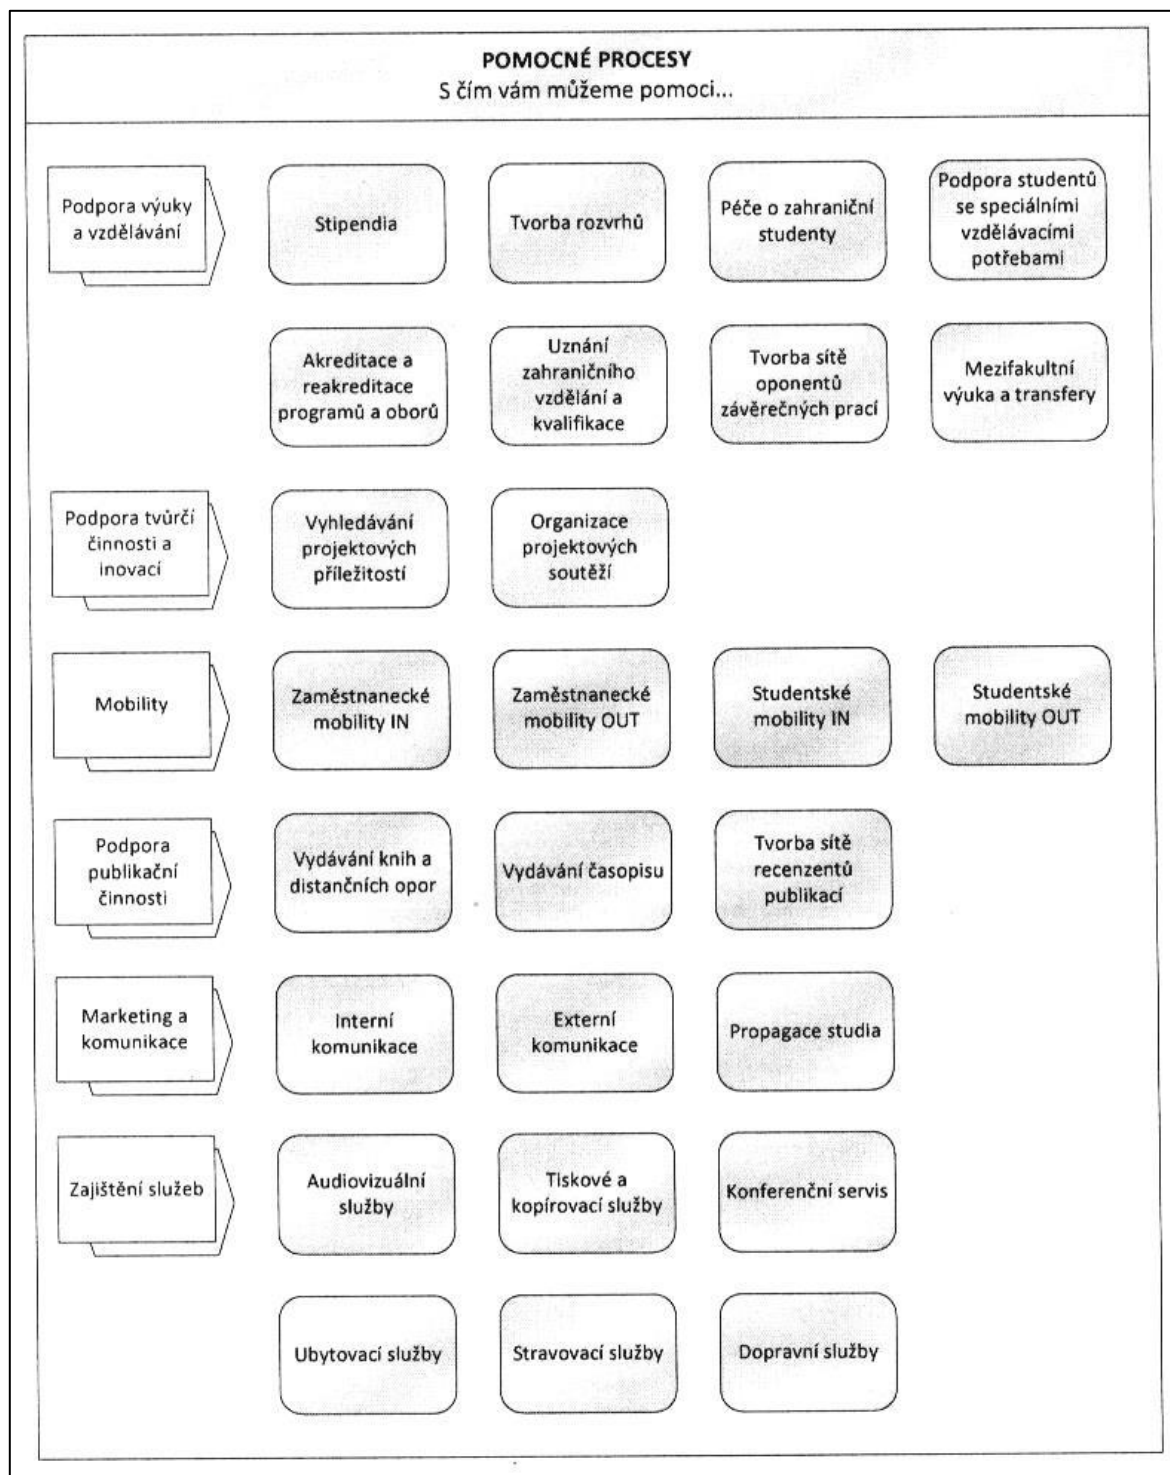 POMOCNÉ PROCESY
S čím vám můžeme pomoci...
Podpora výuky
a vzdělávání
Stipendia
Tvorba rozvrhů
Péče o zahraniční
studenty
Podpora studentů
se speciálními
vzdělávacími
potřebami
Akreditace a
reakreditace
programů a oborů
Uznání
zahraničního
vzdělání a
kvalifikace
Tvorba sítě
oponentů
závěrečných prací
Mezifakultní
výuka a transfery
Podpora tvůrčí
činnosti a
inovací
Vyhledávání
projektových
příležitostí
Organizace
projektových
soutěží
Mobility
Zaměstnanecké
mobility IN
Zaměstnanecké
mobility OUT
Studentské
mobility IN
Studentské
mobility OUT
Podpora
publikační
činnosti
Vydávání knih a
distančních opor
Vydávání časopisu
Tvorba sítě
recenzentů
publikací
Marketing a
komunikace
Interní
komunikace
Externí
komunikace
Propagace studia
Zajištění služeb
Audiovizuální
služby
Tiskové a
kopírovací služby
Konferenční servis
Ubytovací služby
Stravovací služby
Dopravní služby